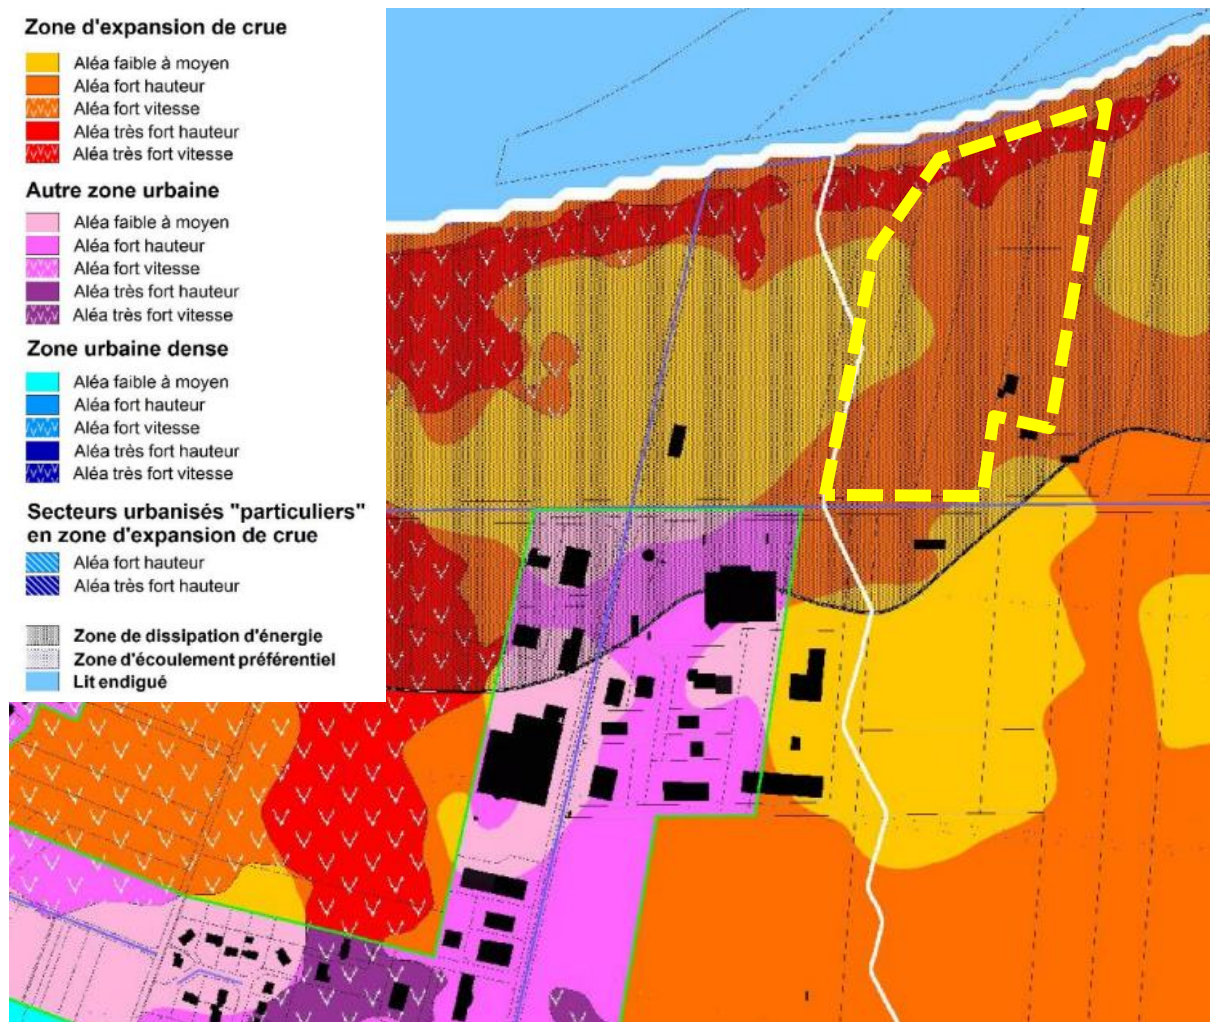 Zone d'expansion de crue
Aléa faible à moyen
Aléa fort hauteur
Aléa fort vitesse
Aléa très fort hauteur
Aléa très fort vitesse
Autre zone urbaine
Aléa faible à moyen
Aléa fort hauteur
Aléa fort vitesse
Aléa très fort hauteur
Aléa très fort vitesse
Zone urbaine dense
Aléa faible à moyen
Aléa fort hauteur
Aléa fort vitesse
Aléa très fort hauteur
Aléa très fort vitesse
Secteurs urbanisés "particuliers"
en zone d'expansion de crue
Aléa fort hauteur
Aléa très fort hauteur
Zone de dissipation d'énergie
Zone d'écoulement préférentiel
Lit endigué